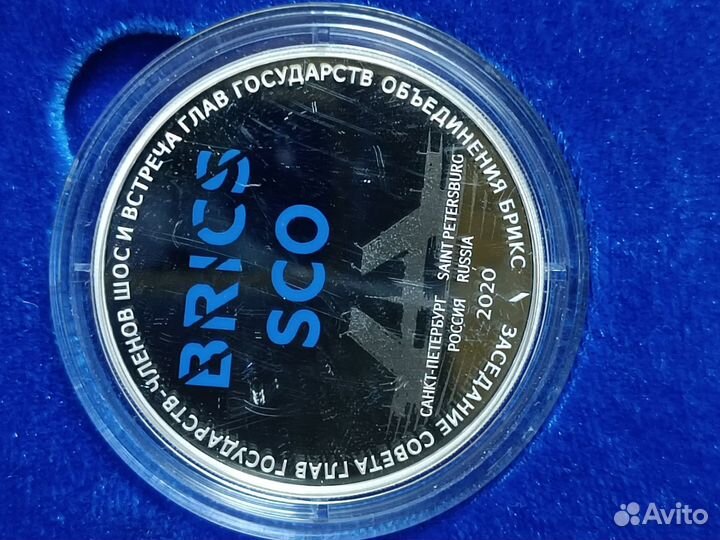 ЗАСЕДАНИЕ СОВЕТА ГЛАВ ГОСУДАРСТВ-ЧЛЕНОВ ШОС И ВСТРЕЧА ГЛАВ ГОСУДАРСТВ ОБЪЕДИНЕНИЯ БРИКС
BRICS
SCO
САНКТ-ПЕТЕРБУРГ SAINT PETERSBURG
РОССИЯ RUSSIA
2020
Avito